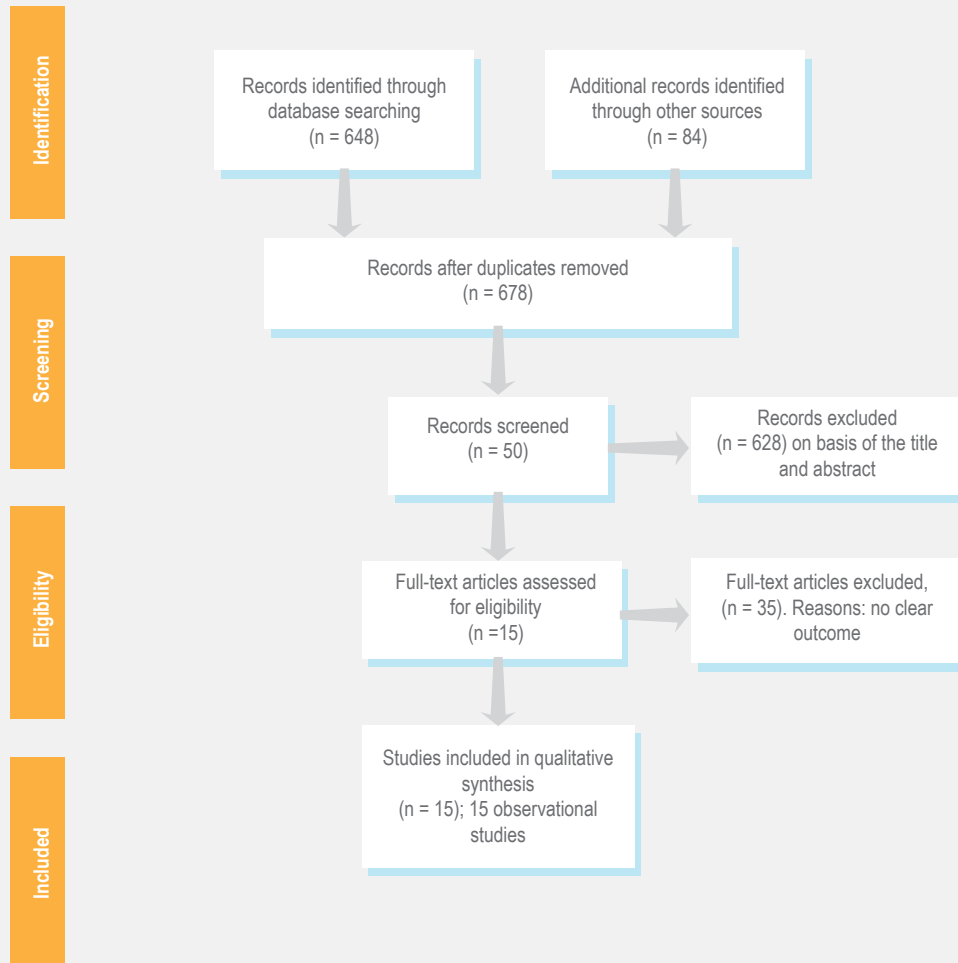 Identification
Records identified through
database searching
(n = 648)
Additional records identified
through other sources
(n = 84)
Screening
Records after duplicates removed
(n = 678)
Records screened
(n = 50)
Records excluded
(n = 628) on basis of the title
and abstract
Eligibility
Full-text articles assessed
for eligibility
(n =15)
Full-text articles excluded,
(n = 35). Reasons: no clear
outcome
Included
Studies included in qualitative
synthesis
(n = 15); 15 observational
studies